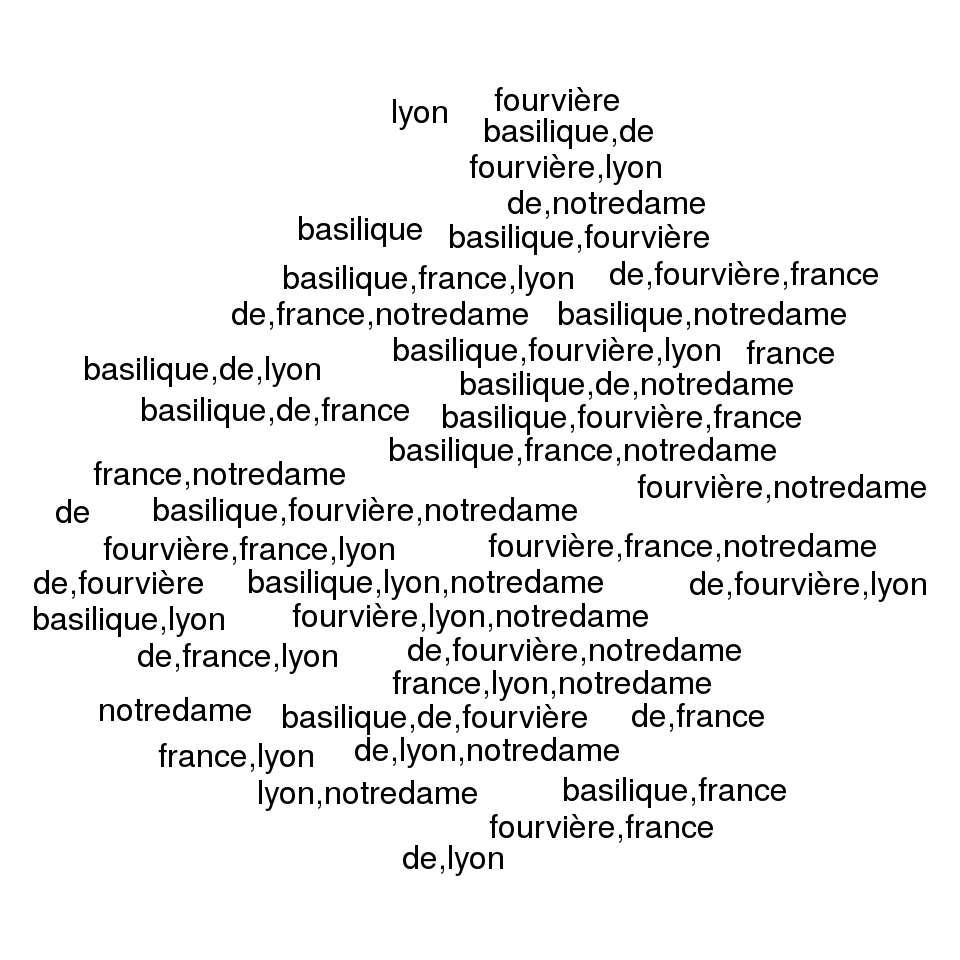 fourvière
lyon
basilique,de
fourvière,lyon
de,notredame
basilique
basilique,fourvière
basilique,france,lyon
de,fourvière,france
de,france,notredame
basilique,notredame
basilique,fourvière,lyon
france
basilique,de,lyon
basilique,de,notredame
basilique,de,france
basilique,fourvière,france
basilique,france,notredame
france,notredame
fourvière,notredame
de
basilique,fourvière,notredame
fourvière,france,lyon
fourvière,france,notredame
de,fourvière
basilique,lyon,notredame
de,fourvière,lyon
basilique,lyon
fourvière,lyon,notredame
de,france,lyon
de,fourvière,notredame
france,lyon,notredame
notredame
basilique,de,fourvière
de,france
france,lyon
de,lyon,notredame
lyon,notredame
basilique,france
fourvière,france
de,lyon